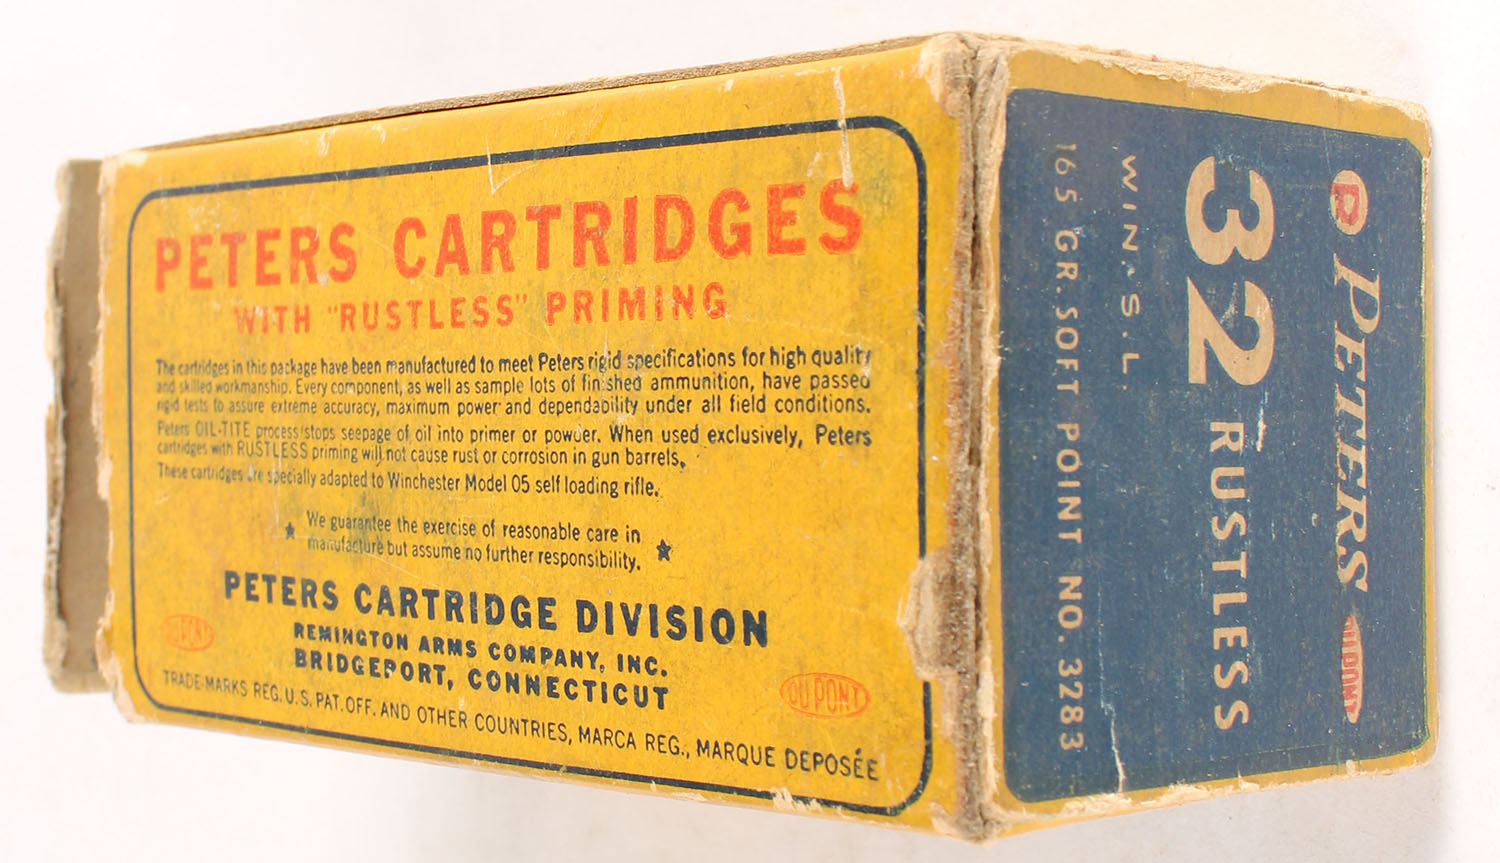 PETERS CARTRIDGES
WITH "RUSTLESS" PRIMING
The cartridges in this package have been manufactured to meet Peters rigid specifications for high quality
and skilled workmanship. Every component, as well as sample lots of finished ammunition, have passed
rigid tests to assure extreme accuracy, maximum power and dependability under all field conditions.
Peters OIL-TITE process stops seepage of oil into primer or powder. When used exclusively, Peters
cartridges with RUSTLESS priming will not cause rust or corrosion in gun barrels.
These cartridges are specially adapted to Winchester Model 05 self loading rifle.
★ We guarantee the exercise of reasonable care in
manufacture but assume no further responsibility. ★
PETERS CARTRIDGE DIVISION
REMINGTON ARMS COMPANY, INC.
BRIDGEPORT, CONNECTICUT
DU PONT
DU PONT
TRADE-MARKS REG. U.S. PAT. OFF. AND OTHER COUNTRIES, MARCA REG., MARQUE DEPOSÉE
P PETERS DU PONT
32 RUSTLESS
WIN. S.L.
165 GR. SOFT POINT NO. 3283